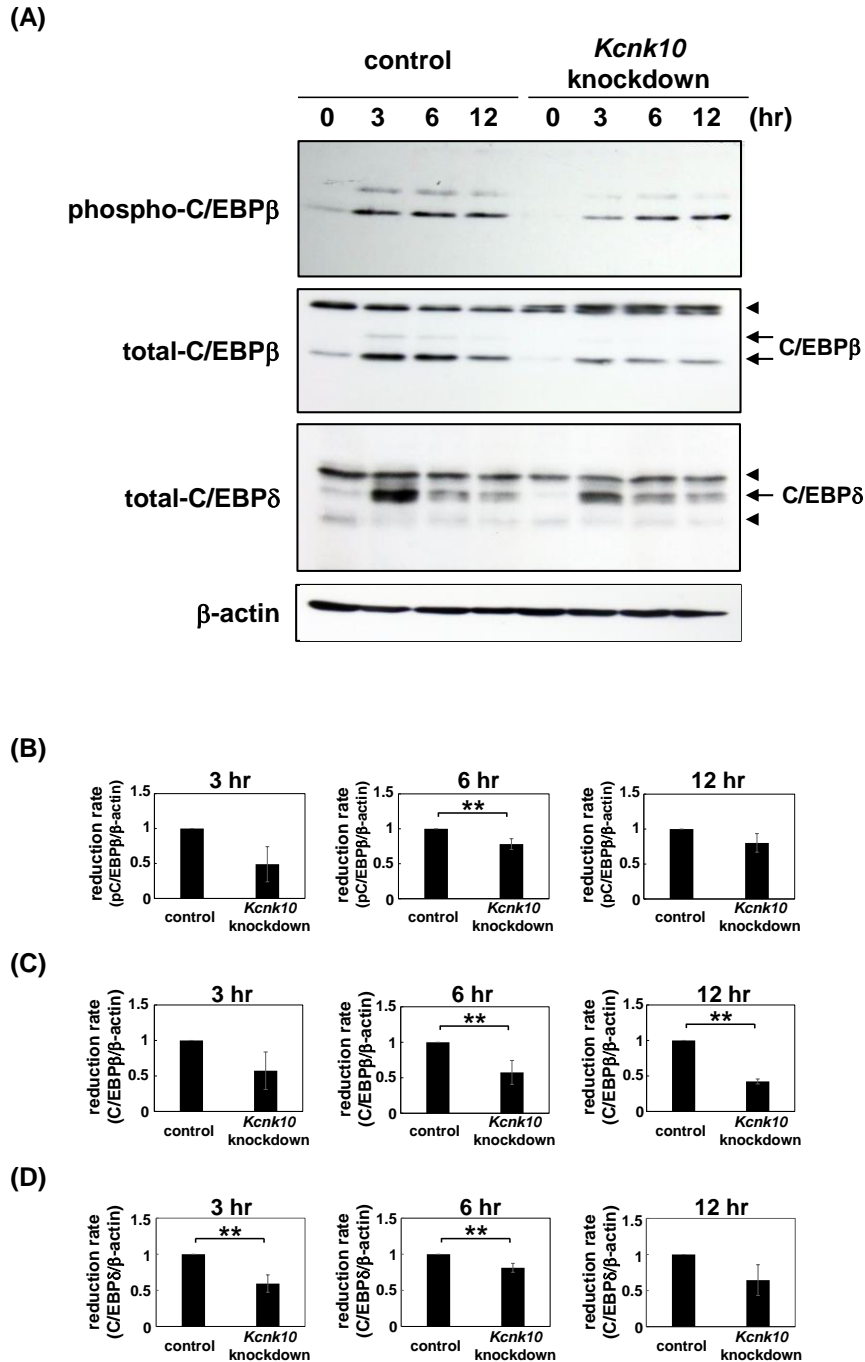 (A)
control
Kcnk10
knockdown
0 3 6 12 0 3 6 12 (hr)
phospho-C/EBPβ
total-C/EBPβ
C/EBPβ
total-C/EBPδ
C/EBPδ
β-actin
(B)
3 hr
reduction rate
(pC/EBPβ/β-actin)
1.5
1
0.5
0
control
Kcnk10
knockdown
6 hr
reduction rate
(pC/EBPβ/β-actin)
1.5
1
0.5
0
**
control
Kcnk10
knockdown
12 hr
reduction rate
(pC/EBPβ/β-actin)
1.5
1
0.5
0
control
Kcnk10
knockdown
(C)
3 hr
reduction rate
(C/EBPβ/β-actin)
1.5
1
0.5
0
control
Kcnk10
knockdown
6 hr
reduction rate
(C/EBPβ/β-actin)
1.5
1
0.5
0
**
control
Kcnk10
knockdown
12 hr
reduction rate
(C/EBPβ/β-actin)
1.5
1
0.5
0
**
control
Kcnk10
knockdown
(D)
3 hr
reduction rate
(C/EBPδ/β-actin)
1.5
1
0.5
0
**
control
Kcnk10
knockdown
6 hr
reduction rate
(C/EBPδ/β-actin)
1.5
1
0.5
0
**
control
Kcnk10
knockdown
12 hr
reduction rate
(C/EBPδ/β-actin)
1.5
1
0.5
0
control
Kcnk10
knockdown